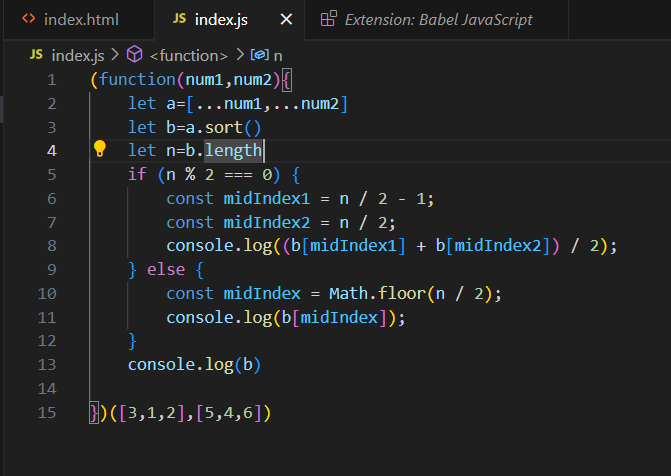 index.html JS index.js Extension: Babel JavaScript
JS index.js > <function> > n
1 (function(num1,num2){
2     let a=[...num1,...num2]
3     let b=a.sort()
4     let n=b.length
5     if (n % 2 === 0) {
6         const midIndex1 = n / 2 - 1;
7         const midIndex2 = n / 2;
8         console.log((b[midIndex1] + b[midIndex2]) / 2);
9     } else {
10         const midIndex = Math.floor(n / 2);
11         console.log(b[midIndex]);
12     }
13     console.log(b)
14
15 })([3,1,2],[5,4,6])